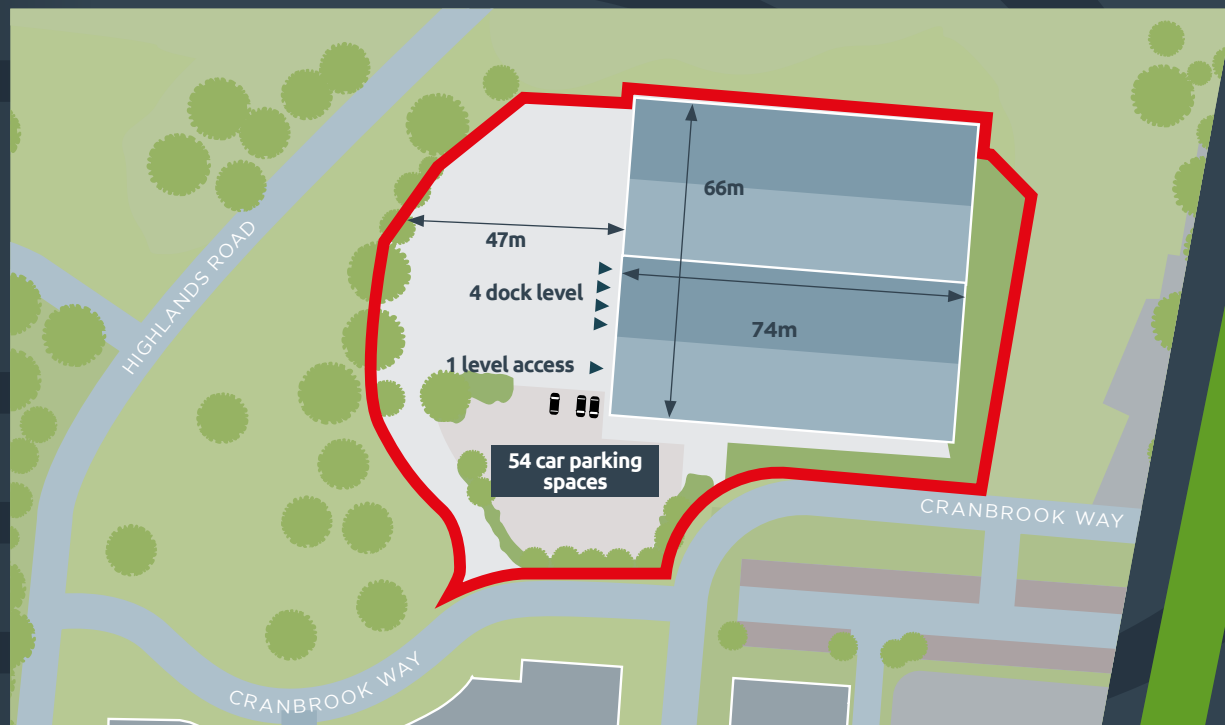 66m
HIGHLANDS ROAD
47m
4 dock level
74m
1 level access
54 car parking
spaces
CRANBROOK WAY
CRANBROOK WAY